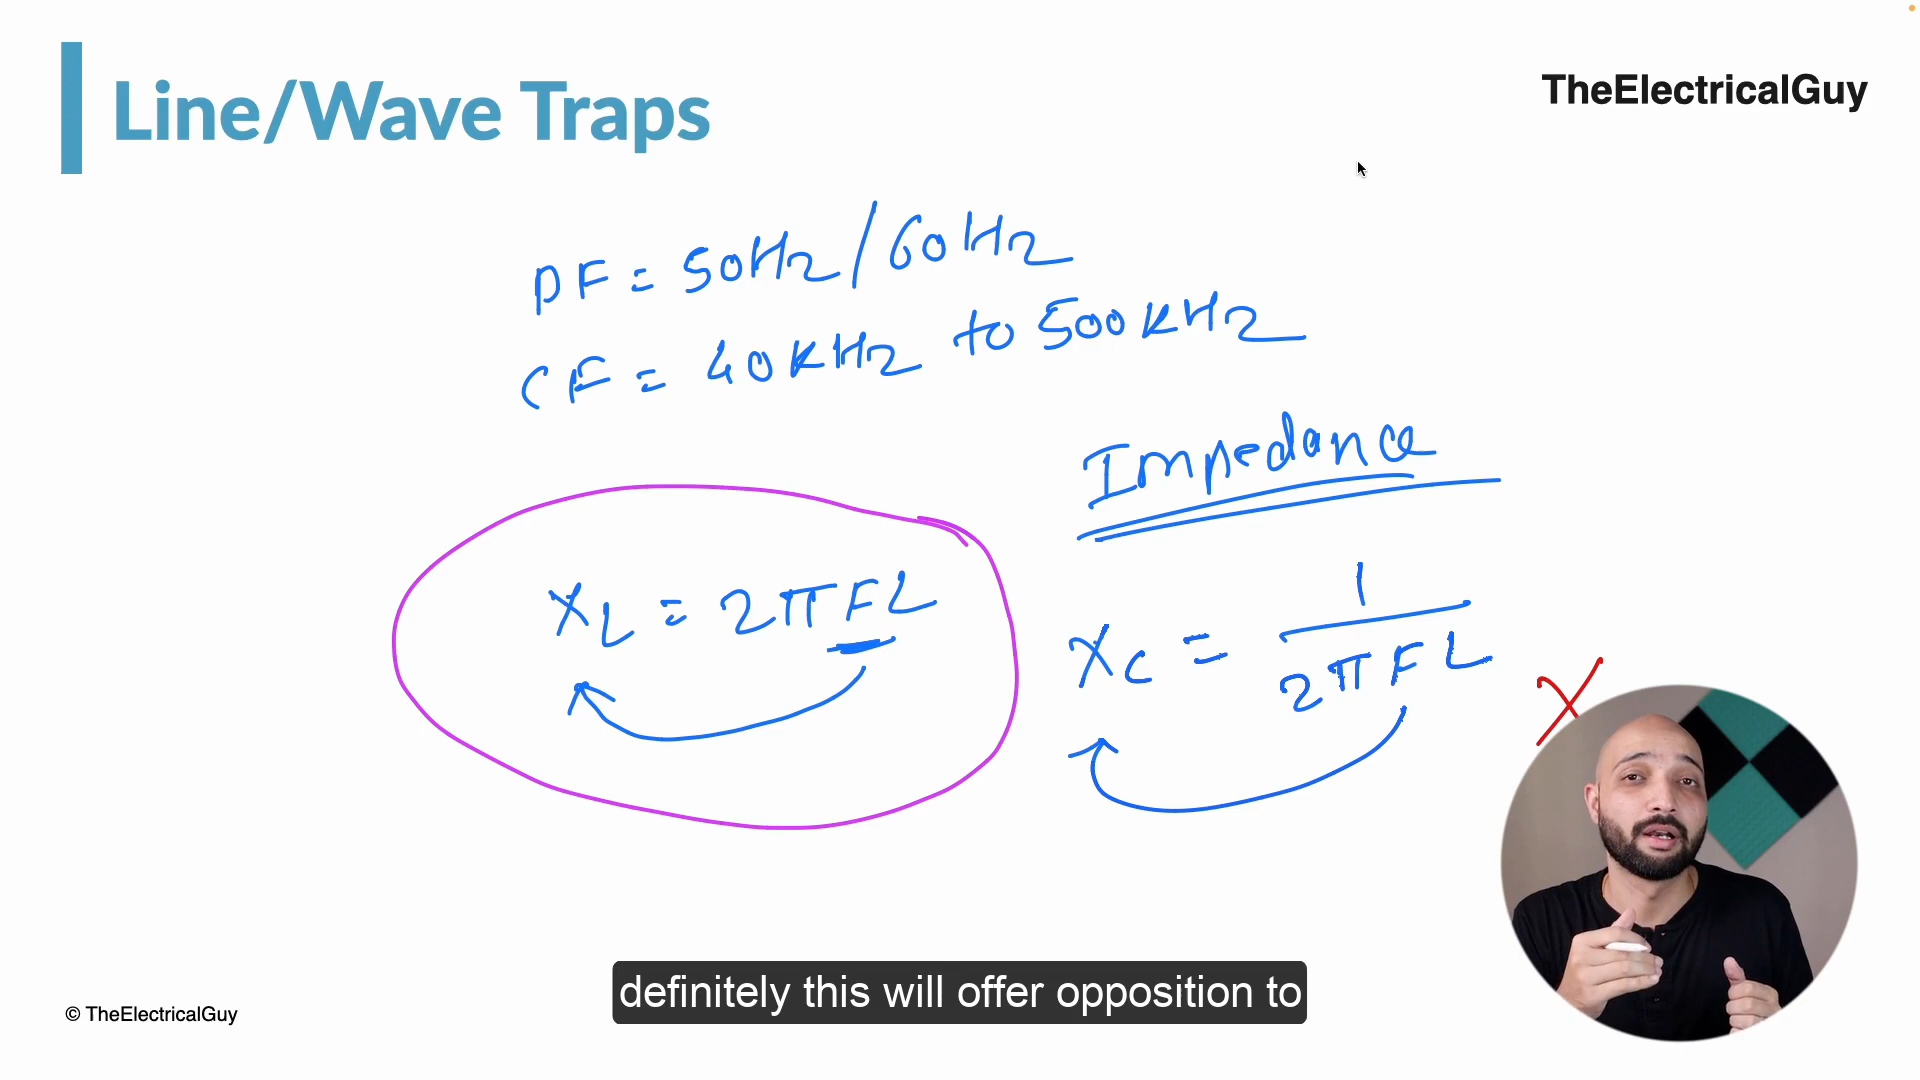 Line/Wave Traps
TheElectricalGuy
PF = 50Hz/60Hz
CF = 40KHz to 500KHz
Impedance
XL = 2πFL
XC = 1/2πFL
definitely this will offer opposition to
© TheElectricalGuy